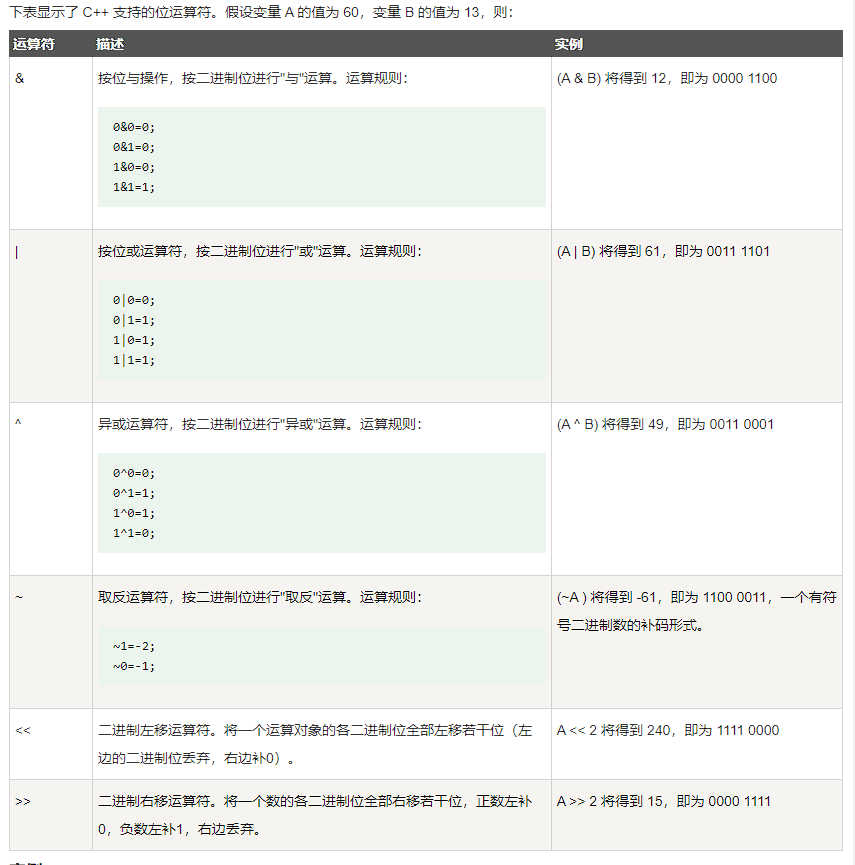 下表显示了 C++ 支持的位运算符。假设变量 A 的值为 60，变量 B 的值为 13，则：
运算符 描述 实例
& 按位与操作，按二进制位进行"与"运算。运算规则： (A & B) 将得到 12，即为 0000 1100
0&0=0;
0&1=0;
1&0=0;
1&1=1;
| 按位或运算符，按二进制位进行"或"运算。运算规则： (A | B) 将得到 61，即为 0011 1101
0|0=0;
0|1=1;
1|0=1;
1|1=1;
^ 异或运算符，按二进制位进行"异或"运算。运算规则： (A ^ B) 将得到 49，即为 0011 0001
0^0=0;
0^1=1;
1^0=1;
1^1=0;
~ 取反运算符，按二进制位进行"取反"运算。运算规则： (~A ) 将得到 -61，即为 1100 0011，一个有符
号二进制数的补码形式。
~1=-2;
~0=-1;
<< 二进制左移运算符。将一个运算对象的各二进制位全部左移若干位（左 A << 2 将得到 240，即为 1111 0000
边的二进制位丢弃，右边补0）。
>> 二进制右移运算符。将一个数的各二进制位全部右移若干位，正数左补 A >> 2 将得到 15，即为 0000 1111
0，负数左补1，右边丢弃。